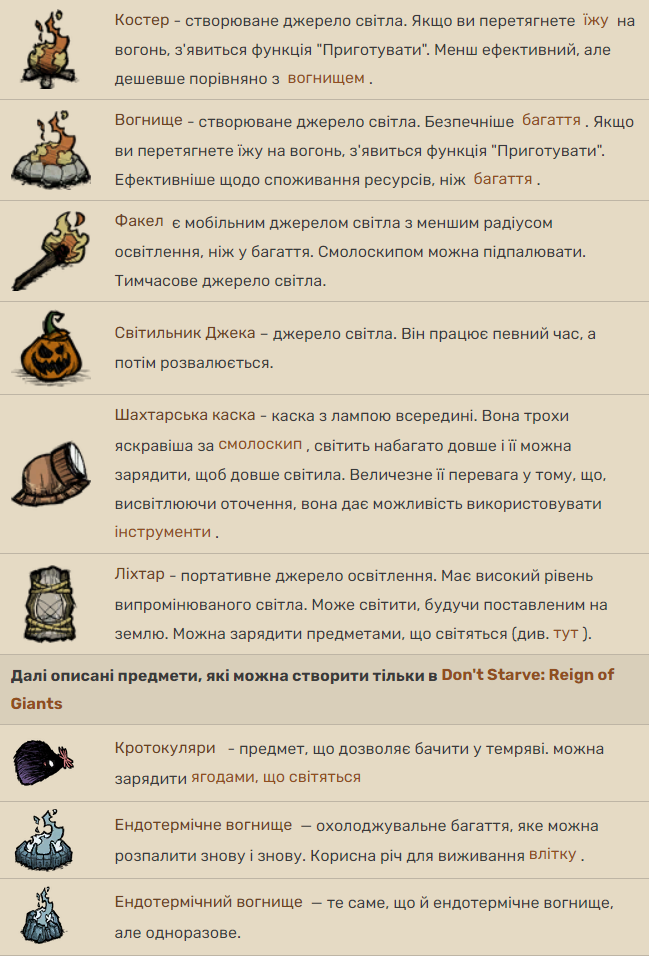 Костер - створюване джерело світла. Якщо ви перетягнете їжу на
вогонь, з'явиться функція "Приготувати". Менш ефективний, але
дешевше порівняно з вогнищем .
Вогнище - створюване джерело світла. Безпечніше багаття . Якщо
ви перетягнете їжу на вогонь, з'явиться функція "Приготувати".
Ефективніше щодо споживання ресурсів, ніж багаття .
Факел є мобільним джерелом світла з меншим радіусом
освітлення, ніж у багаття. Смолоскипом можна підпалювати.
Тимчасове джерело світла.
Світильник Джека – джерело світла. Він працює певний час, а
потім розвалюється.
Шахтарська каска - каска з лампою всередині. Вона трохи
яскравіша за смолоскип , світить набагато довше і її можна
зарядити, щоб довше світила. Величезне її перевага у тому, що,
висвітлюючи оточення, вона дає можливість використовувати
інструменти .
Ліхтар - портативне джерело освітлення. Має високий рівень
випромінюваного світла. Може світити, будучи поставленим на
землю. Можна зарядити предметами, що світяться (див. тут ).
Далі описані предмети, які можна створити тільки в Don't Starve: Reign of
Giants
Кротокуляри - предмет, що дозволяє бачити у темряві. можна
зарядити ягодами, що світяться
Ендотермічне вогнище — охолоджувальне багаття, яке можна
розпалити знову і знову. Корисна річ для виживання влітку .
Ендотермічний вогнище — те саме, що й ендотермічне вогнище,
але одноразове.